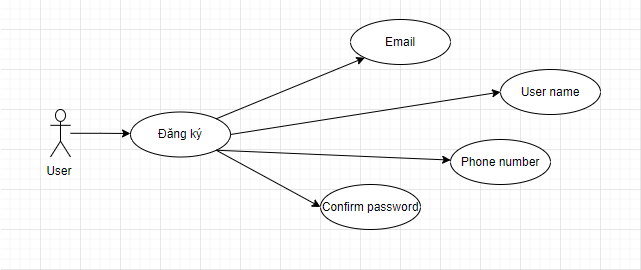 Email
User name
Đăng ký
Phone number
User
Confirm password